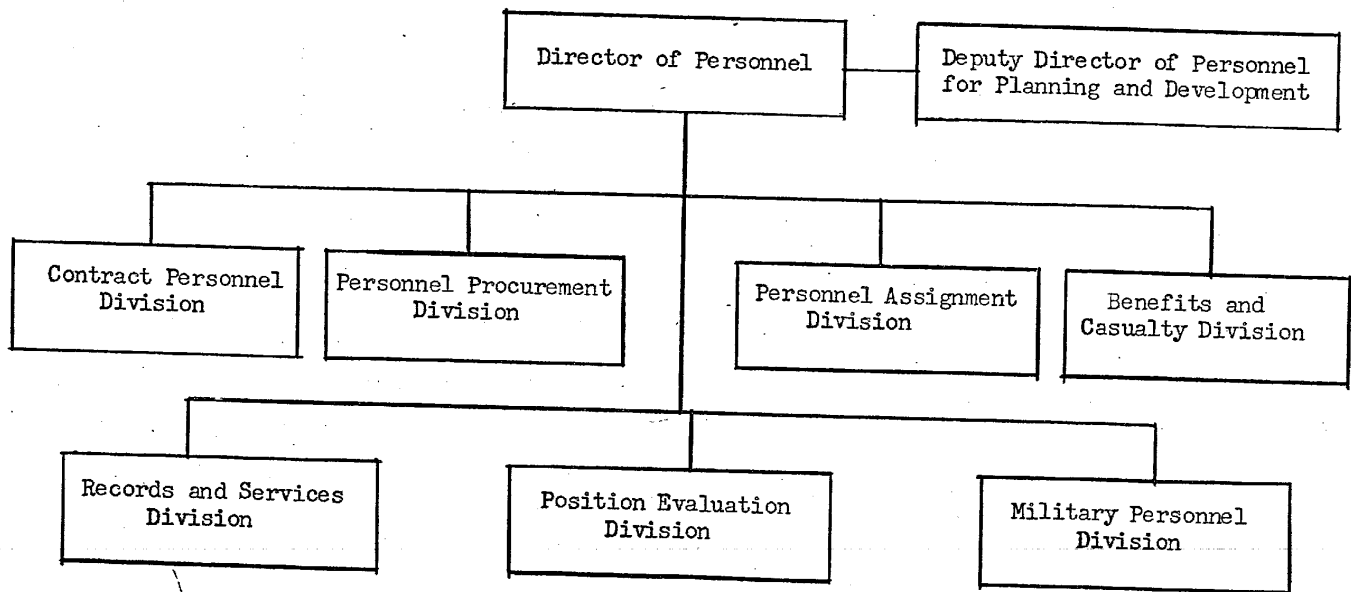 Director of Personnel
Deputy Director of Personnel
for Planning and Development
Contract Personnel
Division
Personnel Procurement
Division
Personnel Assignment
Division
Benefits and
Casualty Division
Records and Services
Division
Position Evaluation
Division
Military Personnel
Division